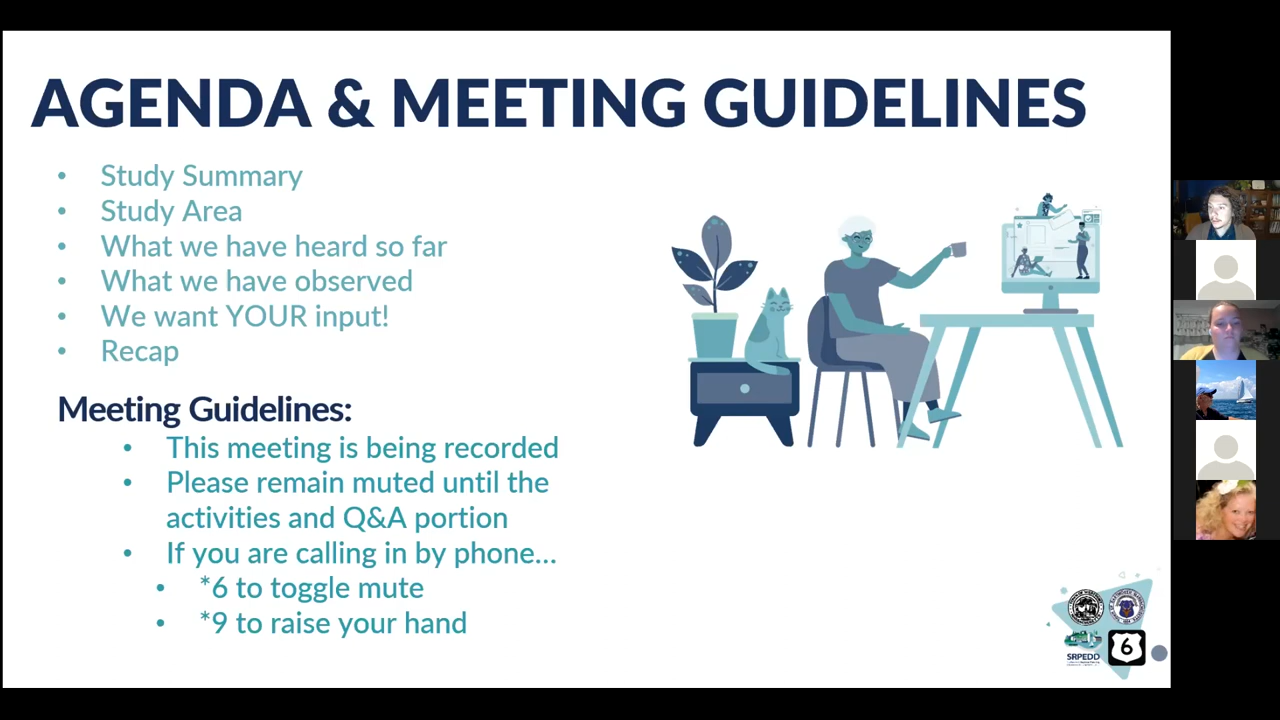 AGENDA & MEETING GUIDELINES
• Study Summary
• Study Area
• What we have heard so far
• What we have observed
• We want YOUR input!
• Recap
Meeting Guidelines:
• This meeting is being recorded
• Please remain muted until the
activities and Q&A portion
• If you are calling in by phone...
• *6 to toggle mute
• *9 to raise your hand
SRPEDD
6